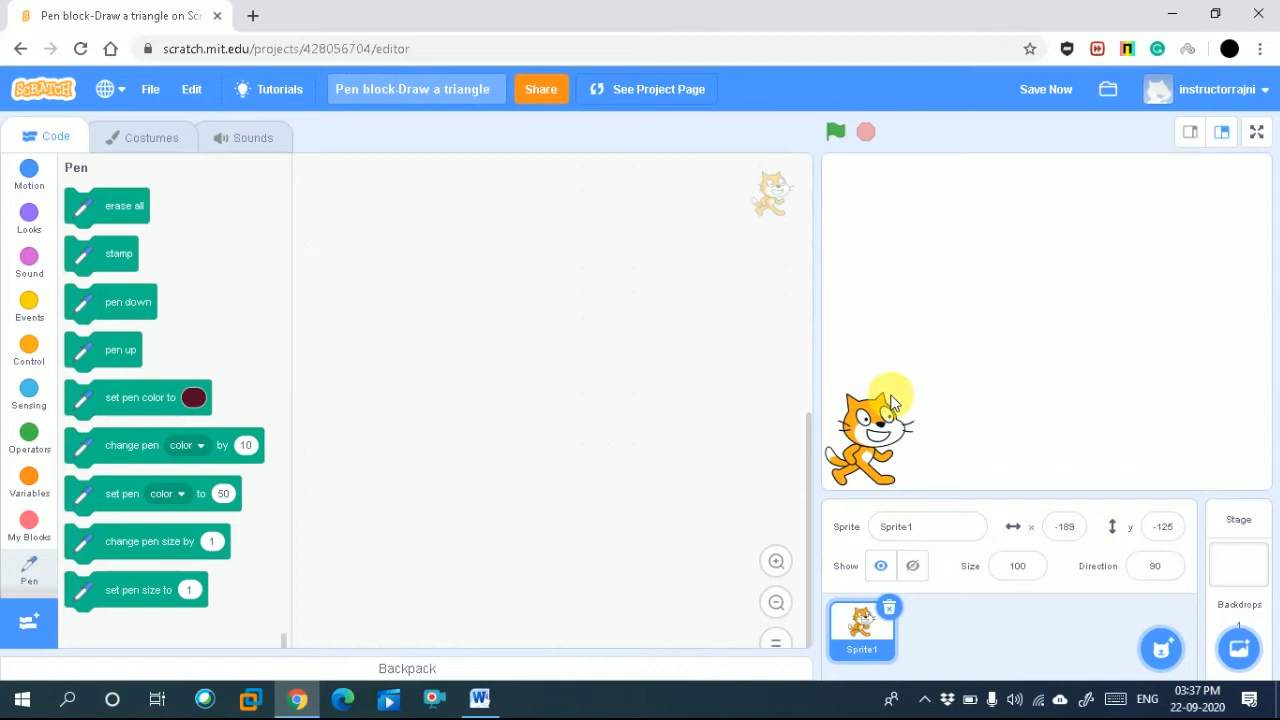 Pen block-Draw a triangle on Scr
scratch.mit.edu/projects/428056704/editor
SCRATCH File Edit Tutorials Pen block-Draw a triangle Share See Project Page Save Now instructorrajni
Code Costumes Sounds
Pen
Motion
Looks
Sound
Events
Control
Sensing
Operators
Variables
My Blocks
Pen
erase all
stamp
pen down
pen up
set pen color to
change pen color by 10
set pen color to 50
change pen size by 1
set pen size to 1
Sprite Sprite1 x -189 y -125
Show Size 100 Direction 90
Sprite1
Stage
Backdrops
1
Backpack
W ENG 03:37 PM
22-09-2020